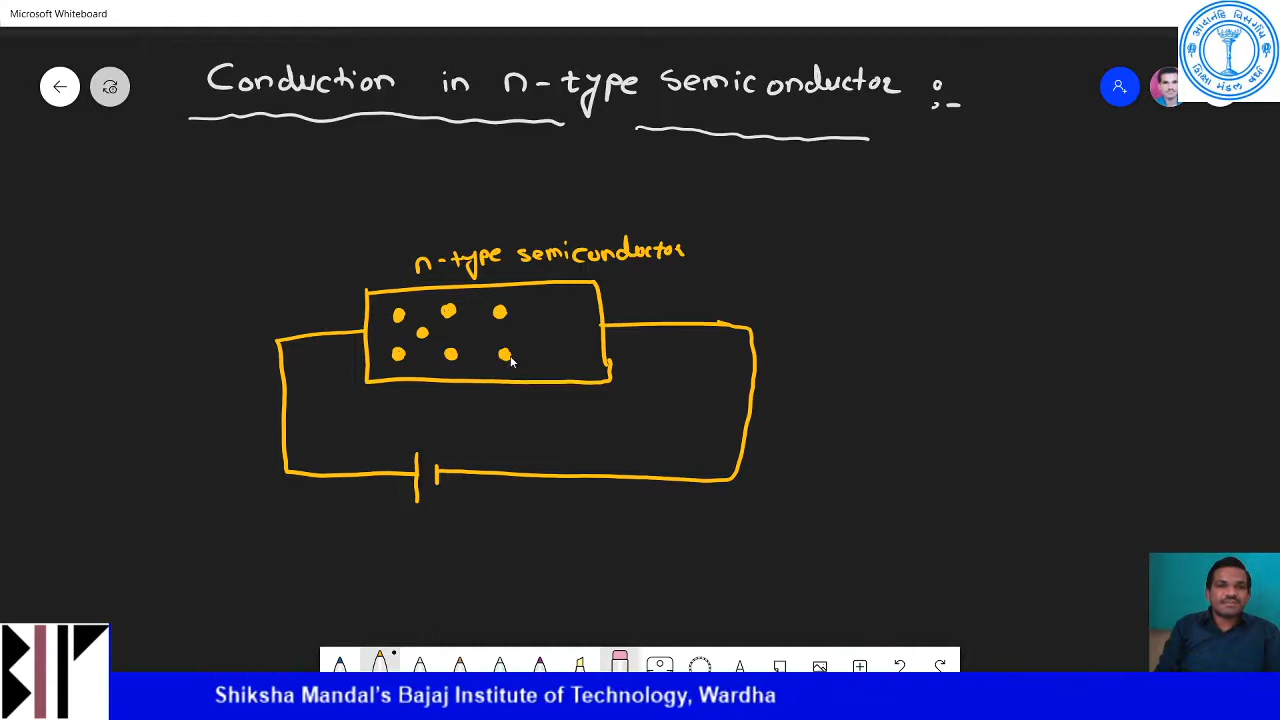 Microsoft Whiteboard
Conduction in n-type semiconductor :-
n-type semiconductor
Shiksha Mandal's Bajaj Institute of Technology, Wardha